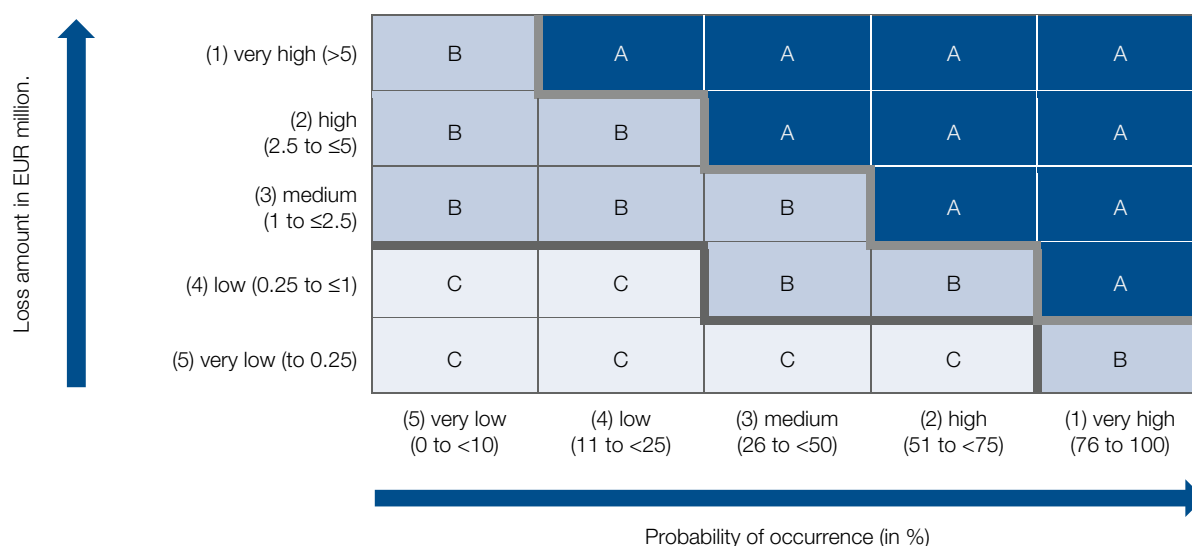 Loss amount in EUR million.
(1) very high (>5)
B
A
A
A
A
(2) high
(2.5 to ≤5)
B
B
A
A
A
(3) medium
(1 to ≤2.5)
B
B
B
A
A
(4) low (0.25 to ≤1)
C
C
B
B
A
(5) very low (to 0.25)
C
C
C
C
B
(5) very low
(0 to <10)
(4) low
(11 to <25)
(3) medium
(26 to <50)
(2) high
(51 to <75)
(1) very high
(76 to 100)
Probability of occurrence (in %)